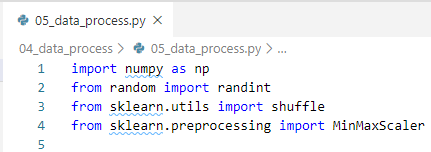 05_data_process.py ×
04_data_process > 05_data_process.py > ...
1 import numpy as np
2 from random import randint
3 from sklearn.utils import shuffle
4 from sklearn.preprocessing import MinMaxScaler
5